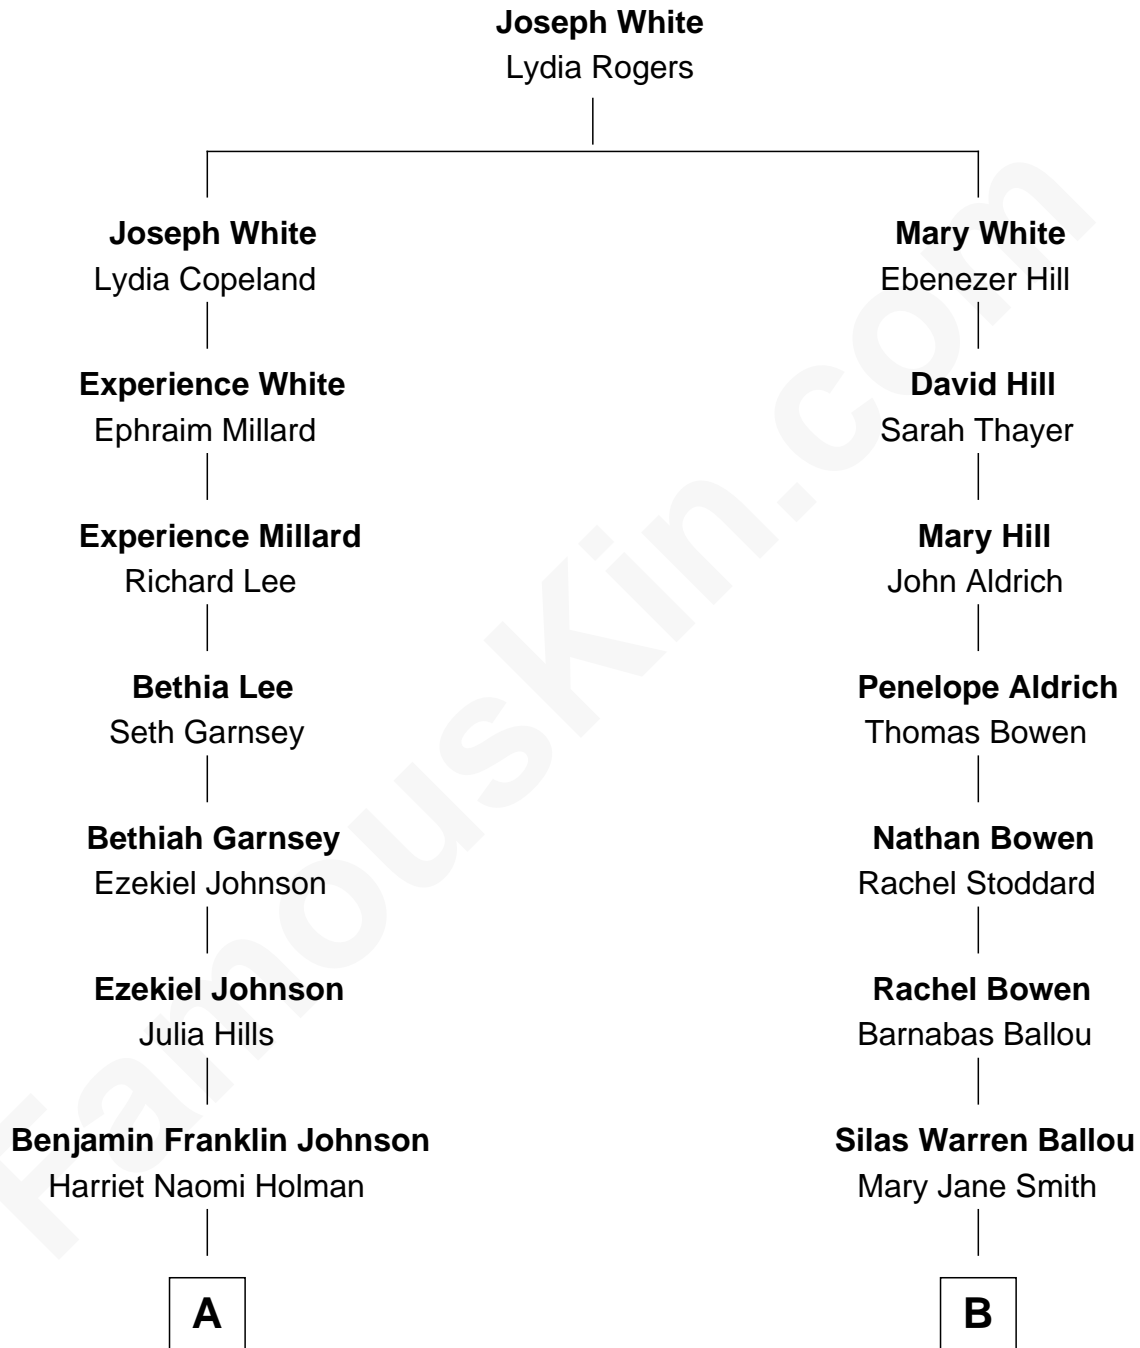 Joseph White
Lydia Rogers
Joseph White
Lydia Copeland
Mary White
Ebenezer Hill
Experience White
Ephraim Millard
David Hill
Sarah Thayer
Experience Millard
Richard Lee
Mary Hill
John Aldrich
Bethia Lee
Seth Garnsey
Penelope Aldrich
Thomas Bowen
Bethiah Garnsey
Ezekiel Johnson
Nathan Bowen
Rachel Stoddard
Ezekiel Johnson
Julia Hills
Rachel Bowen
Barnabas Ballou
Benjamin Franklin Johnson
Harriet Naomi Holman
Silas Warren Ballou
Mary Jane Smith
A
B
FamousKin.com